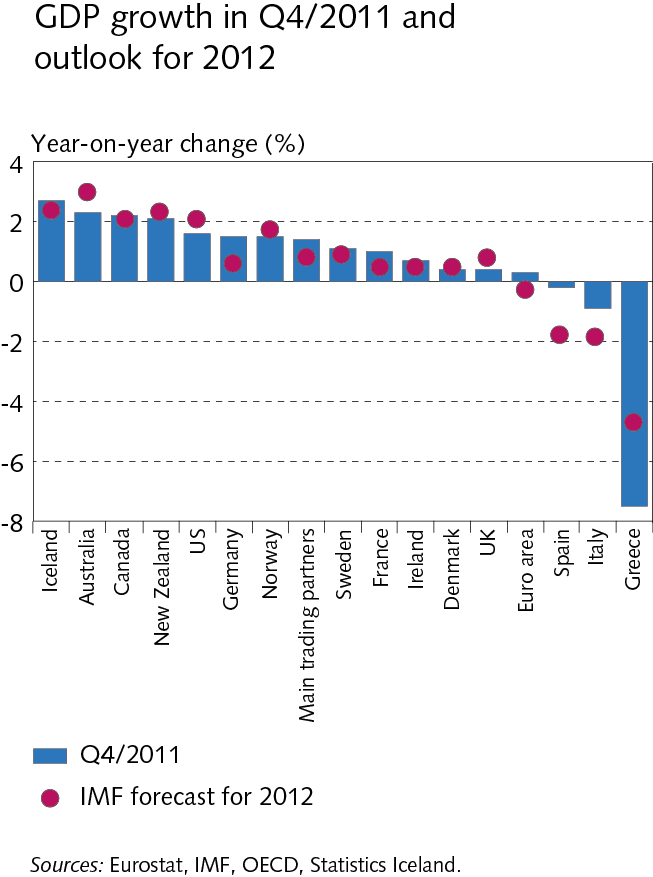 GDP growth in Q4/2011 and
outlook for 2012
Year-on-year change (%)
4
2
0
-2
-4
-6
-8
Iceland
Australia
Canada
New Zealand
US
Germany
Norway
Main trading partners
Sweden
France
Ireland
Denmark
UK
Euro area
Spain
Italy
Greece
Q4/2011
IMF forecast for 2012
Sources: Eurostat, IMF, OECD, Statistics Iceland.